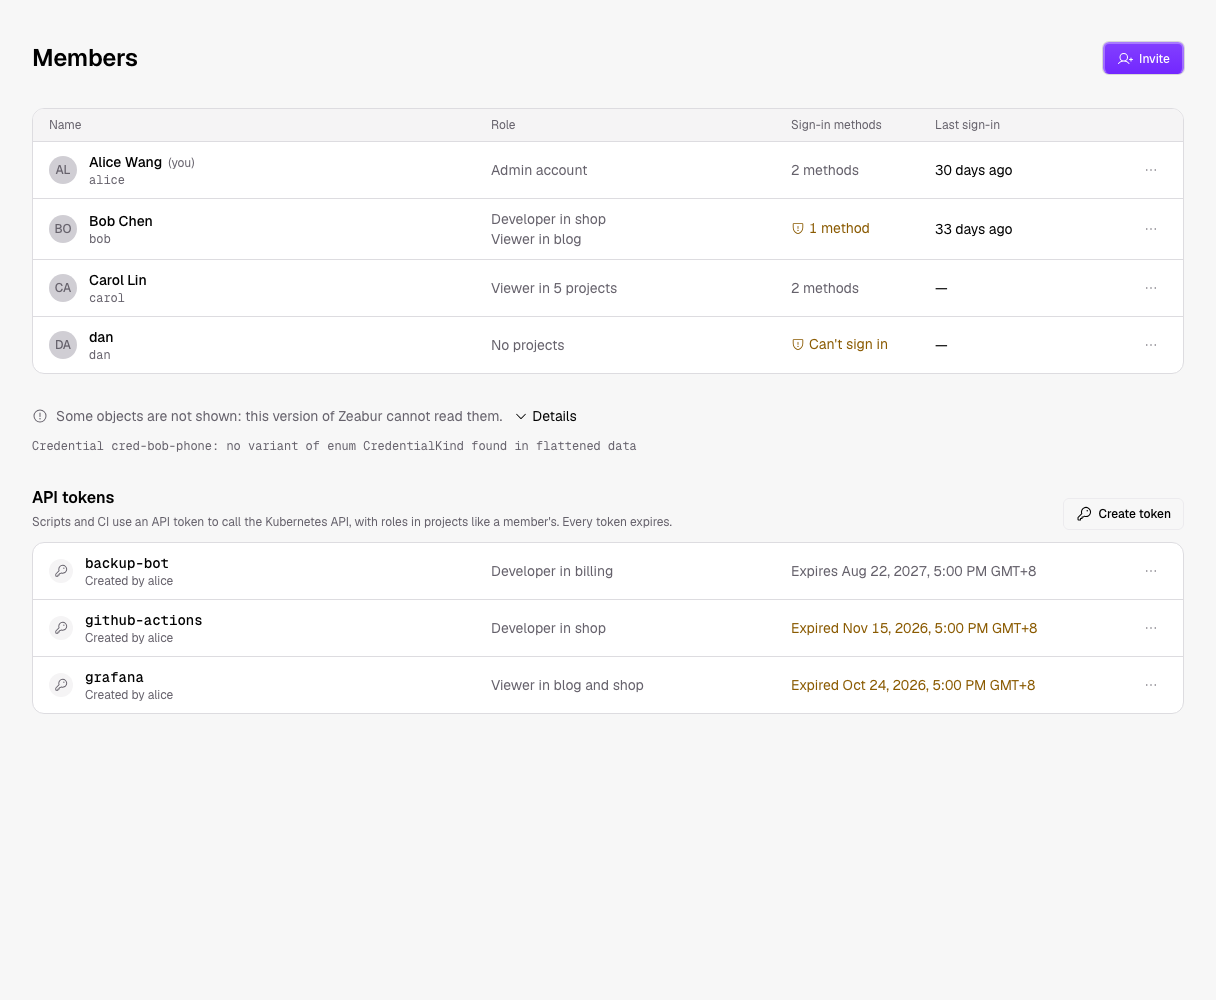 Members
Invite
Name Role Sign-in methods Last sign-in
AL Alice Wang (you) Admin account 2 methods 30 days ago
alice
BO Bob Chen Developer in shop 1 method 33 days ago
bob Viewer in blog
CA Carol Lin Viewer in 5 projects 2 methods —
carol
DA dan No projects Can't sign in —
dan
Some objects are not shown: this version of Zeabur cannot read them. Details
Credential cred-bob-phone: no variant of enum CredentialKind found in flattened data
API tokens
Scripts and CI use an API token to call the Kubernetes API, with roles in projects like a member's. Every token expires.
Create token
backup-bot Developer in billing Expires Aug 22, 2027, 5:00 PM GMT+8
Created by alice
github-actions Developer in shop Expired Nov 15, 2026, 5:00 PM GMT+8
Created by alice
grafana Viewer in blog and shop Expired Oct 24, 2026, 5:00 PM GMT+8
Created by alice